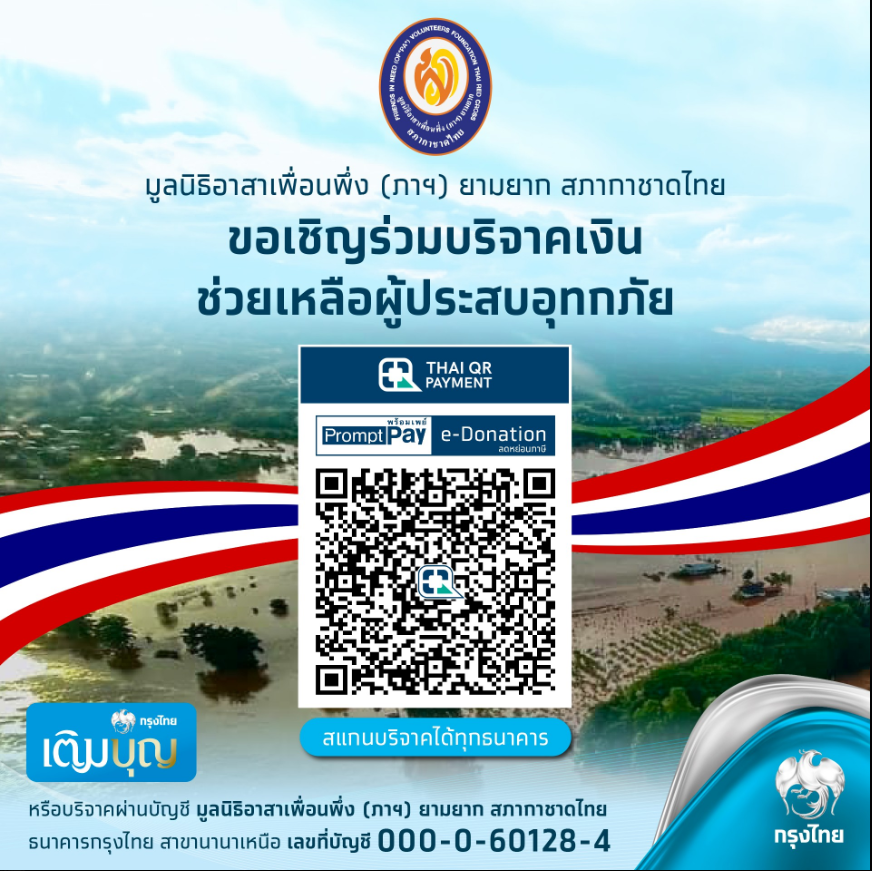 FRIENDS IN NEED (OF "PA") VOLUNTEERS FOUNDATION THAI RED CROSS
มูลนิธิอาสาเพื่อนพึ่ง (ภาฯ) ยามยาก
สภากาชาดไทย
มูลนิธิอาสาเพื่อนพึ่ง (ภาฯ) ยามยาก สภากาชาดไทย
ขอเชิญร่วมบริจาคเงิน
ช่วยเหลือผู้ประสบอุทกภัย
THAI QR
PAYMENT
พร้อมเพย์
PromptPay e-Donation
ลดหย่อนภาษี
สแกนบริจาคได้ทุกธนาคาร
กรุงไทย
เติมบุญ
หรือบริจาคผ่านบัญชี มูลนิธิอาสาเพื่อนพึ่ง (ภาฯ) ยามยาก สภากาชาดไทย
ธนาคารกรุงไทย สาขานานาเหนือ เลขที่บัญชี 000-0-60128-4
กรุงไทย